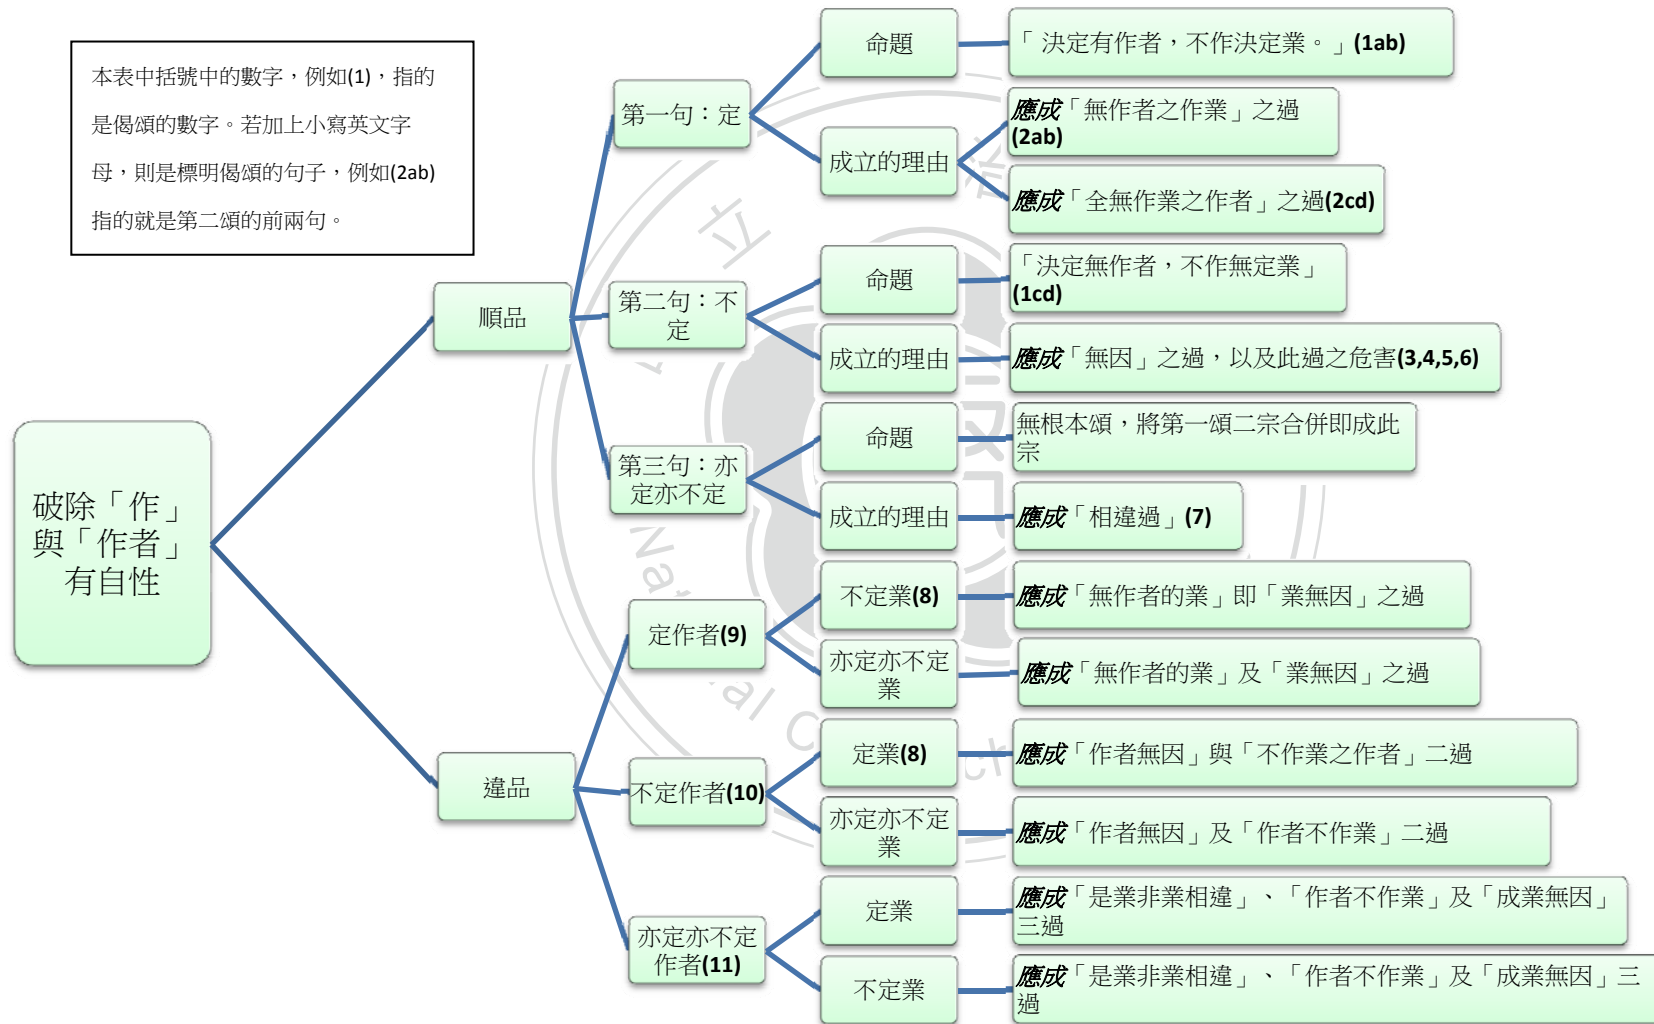 本表中括號中的數字，例如(1)，指的
是偈頌的數字。若加上小寫英文字
母，則是標明偈頌的句子，例如(2ab)
指的就是第二頌的前兩句。
破除「作」
與「作者」
有自性
順品
第一句：定
命題
「 決定有作者，不作決定業。」(1ab)
成立的理由
應成「無作者之作業」之過
(2ab)
應成「全無作業之作者」之過(2cd)
第二句：不
定
命題
「決定無作者，不作無定業」
(1cd)
成立的理由
應成「無因」之過，以及此過之危害(3,4,5,6)
第三句：亦
定亦不定
命題
無根本頌，將第一頌二宗合併即成此
宗
成立的理由
應成「相違過」(7)
違品
定作者(9)
不定業(8)
應成「無作者的業」即「業無因」之過
亦定亦不定
業
應成「無作者的業」及「業無因」之過
不定作者(10)
定業(8)
應成「作者無因」與「不作業之作者」二過
亦定亦不定
業
應成「作者無因」及「作者不作業」二過
亦定亦不定
作者(11)
定業
應成「是業非業相違」、「作者不作業」及「成業無因」
三過
不定業
應成「是業非業相違」、「作者不作業」及「成業無因」三
過